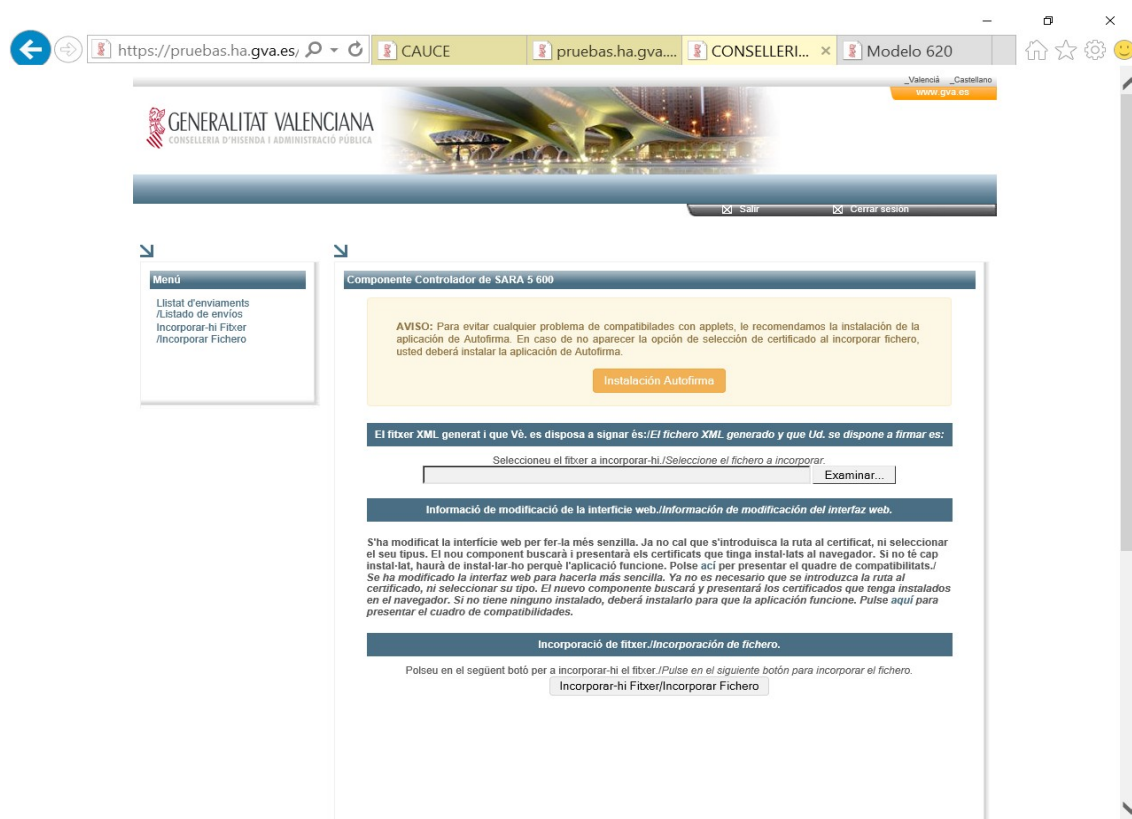 https://pruebas.ha.gva.es/
CAUCE
pruebas.ha.gva....
CONSELLERI...
Modelo 620
_Valencià _Castellano
www gva es
GENERALITAT VALENCIANA
CONSELLERIA D'HISENDA I ADMINISTRACIÓ PÚBLICA
Salir
Cerrar sesión
Menú
Llistat d'enviaments
/Listado de envíos
Incorporar-hi Fitxer
/Incorporar Fichero
Componente Controlador de SARA 5 600
AVISO: Para evitar cualquier problema de compatibilades con applets, le recomendamos la instalación de la
aplicación de Autofirma. En caso de no aparecer la opción de selección de certificado al incorporar fichero,
usted deberá instalar la aplicación de Autofirma.
Instalación Autofirma
El fitxer XML generat i que Vè. es disposa a signar és:/El fichero XML generado y que Ud. se dispone a firmar es:
Seleccioneu el fitxer a incorporar-hi./Seleccione el fichero a incorporar.
Examinar...
Informació de modificació de la interfície web./Información de modificación del interfaz web.
S'ha modificat la interfície web per fer-la més senzilla. Ja no cal que s'introduisca la ruta al certificat, ni seleccionar
el seu tipus. El nou component buscarà i presentarà els certificats que tinga instal·lats al navegador. Si no té cap
instal·lat, haurà de instal·lar-ho perquè l'aplicació funcione. Polse ací per presentar el quadre de compatibilitats./
Se ha modificado la interfaz web para hacerla más sencilla. Ya no es necesario que se introduzca la ruta al
certificado, ni seleccionar su tipo. El nuevo componente buscará y presentará los certificados que tenga instalados
en el navegador. Si no tiene ninguno instalado, deberá instalarlo para que la aplicación funcione. Pulse aquí para
presentar el cuadro de compatibilidades.
Incorporació de fitxer./Incorporación de fichero.
Polseu en el següent botò per a incorporar-hi el fitxer./Pulse en el siguiente botón para incorporar el fichero.
Incorporar-hi Fitxer/Incorporar Fichero